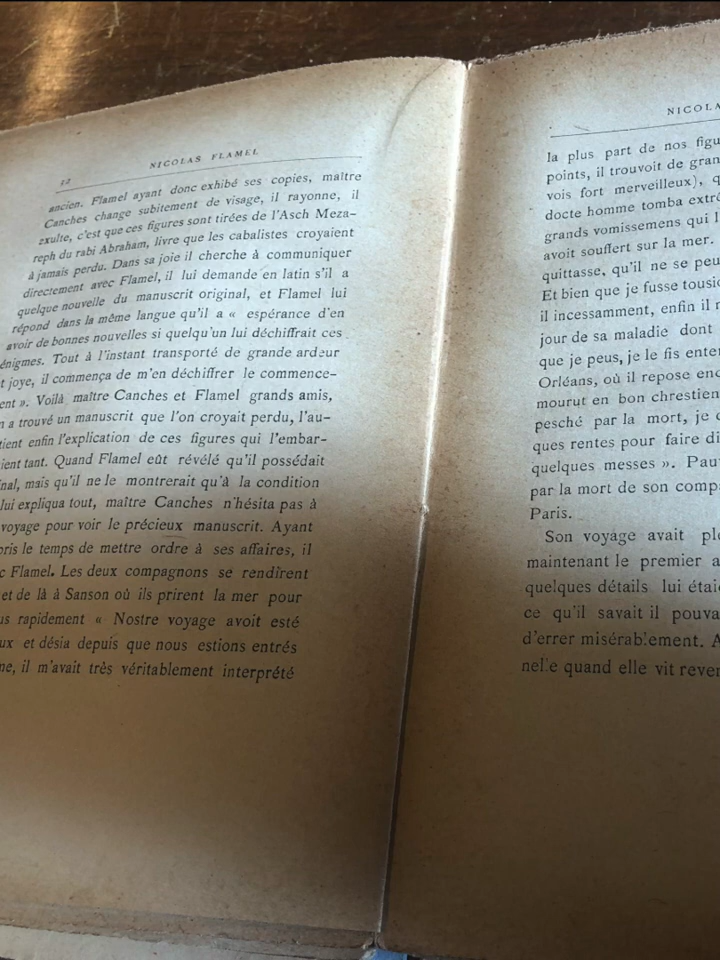 12
NICOLAS FLAMEL
ancien. Flamel ayant donc exhibé ses copies, maître
Canches change subitement de visage, il rayonne, il
exulte, c'est que ces figures sont tirées de l'Asch Meza-
reph du rabi Abraham, livre que les cabalistes croyaient
à jamais perdu. Dans sa joie il cherche à communiquer
directement avec Flamel, il lui demande en latin s'il a
quelque nouvelle du manuscrit original, et Flamel lui
répond dans la même langue qu'il a « espérance d'en
avoir de bonnes nouvelles si quelqu'un lui déchiffrait ces
énigmes. Tout à l'instant transporté de grande ardeur
t joye, il commença de m'en déchiffrer le commence-
ent ». Voilà maître Canches et Flamel grands amis,
n a trouvé un manuscrit que l'on croyait perdu, l'au-
tient enfin l'explication de ces figures qui l'embar-
ient tant. Quand Flamel eût révélé qu'il possédait
inal, mais qu'il ne le montrerait qu'à la condition
lui expliqua tout, maître Canches n'hésita pas à
voyage pour voir le précieux manuscrit. Ayant
pris le temps de mettre ordre à ses affaires, il
c Flamel. Les deux compagnons se rendirent
et de là à Sanson où ils prirent la mer pour
us rapidement « Nostre voyage avoit esté
ux et désia depuis que nous estions entrés
me, il m'avait très véritablement interprété
NICOLA
la plus part de nos figu
points, il trouvoit de gran
vois fort merveilleux), q
docte homme tomba extré
grands vomissemens qui l
avoit souffert sur la mer.
quittasse, qu'il ne se peu
Et bien que je fusse tousio
il incessamment, enfin il
jour de sa maladie dont
que je peus, je le fis enter
Orléans, où il repose enc
mourut en bon chrestien
pesché par la mort, je
ques rentes pour faire di
quelques messes ». Pau
par la mort de son comp
Paris.
Son voyage avait ple
maintenant le premier a
quelques détails lui étaie
ce qu'il savait il pouva
d'errer misérablement. A
nelle quand elle vit reven